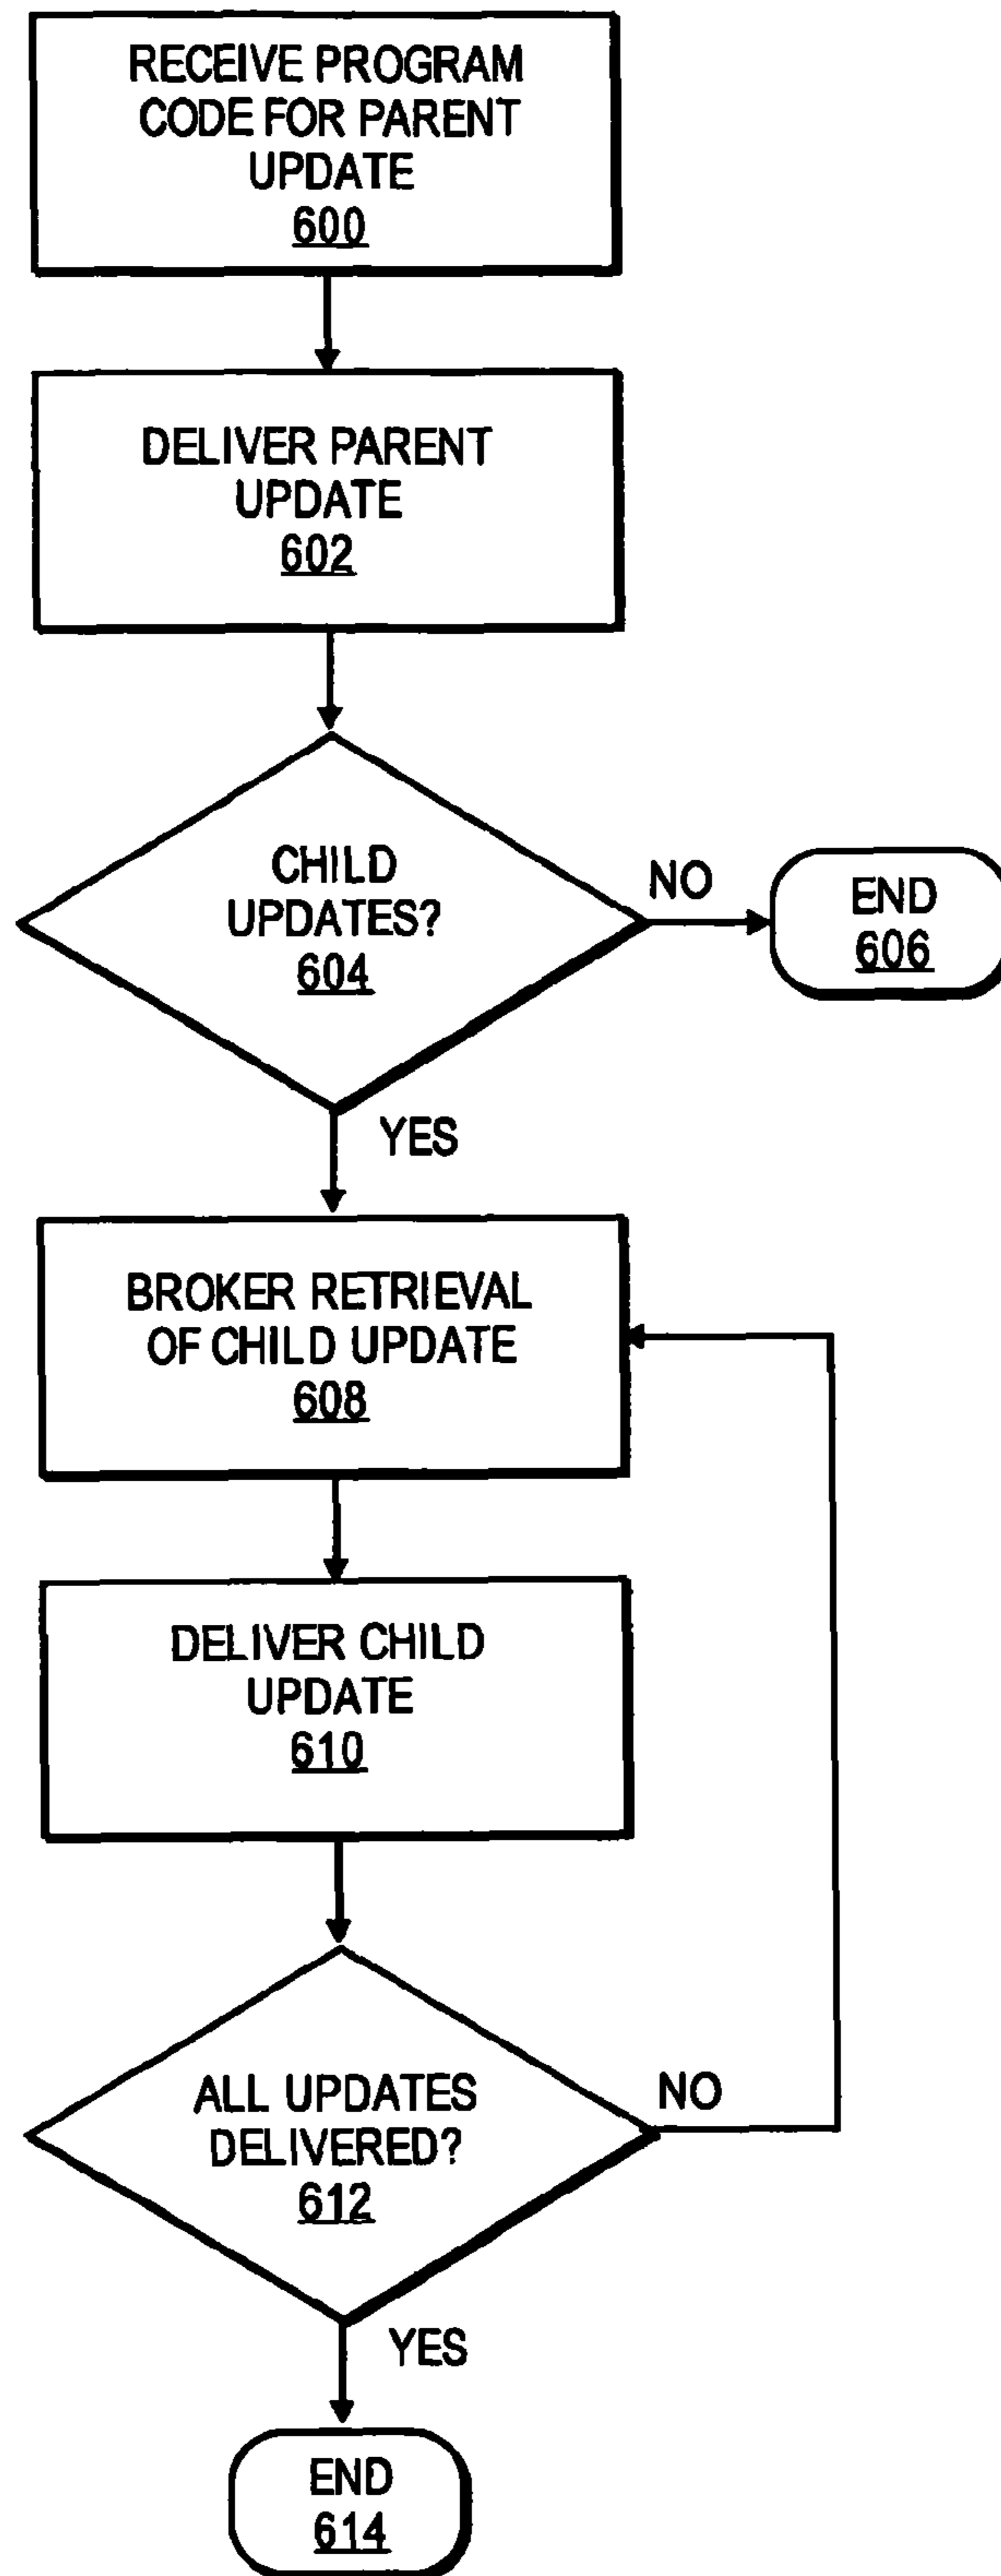 RECEIVE PROGRAM
CODE FOR PARENT
UPDATE
600
DELIVER PARENT
UPDATE
602
CHILD
UPDATES?
604
NO
END
606
YES
BROKER RETRIEVAL
OF CHILD UPDATE
608
DELIVER CHILD
UPDATE
610
ALL UPDATES
DELIVERED?
612
NO
YES
END
614